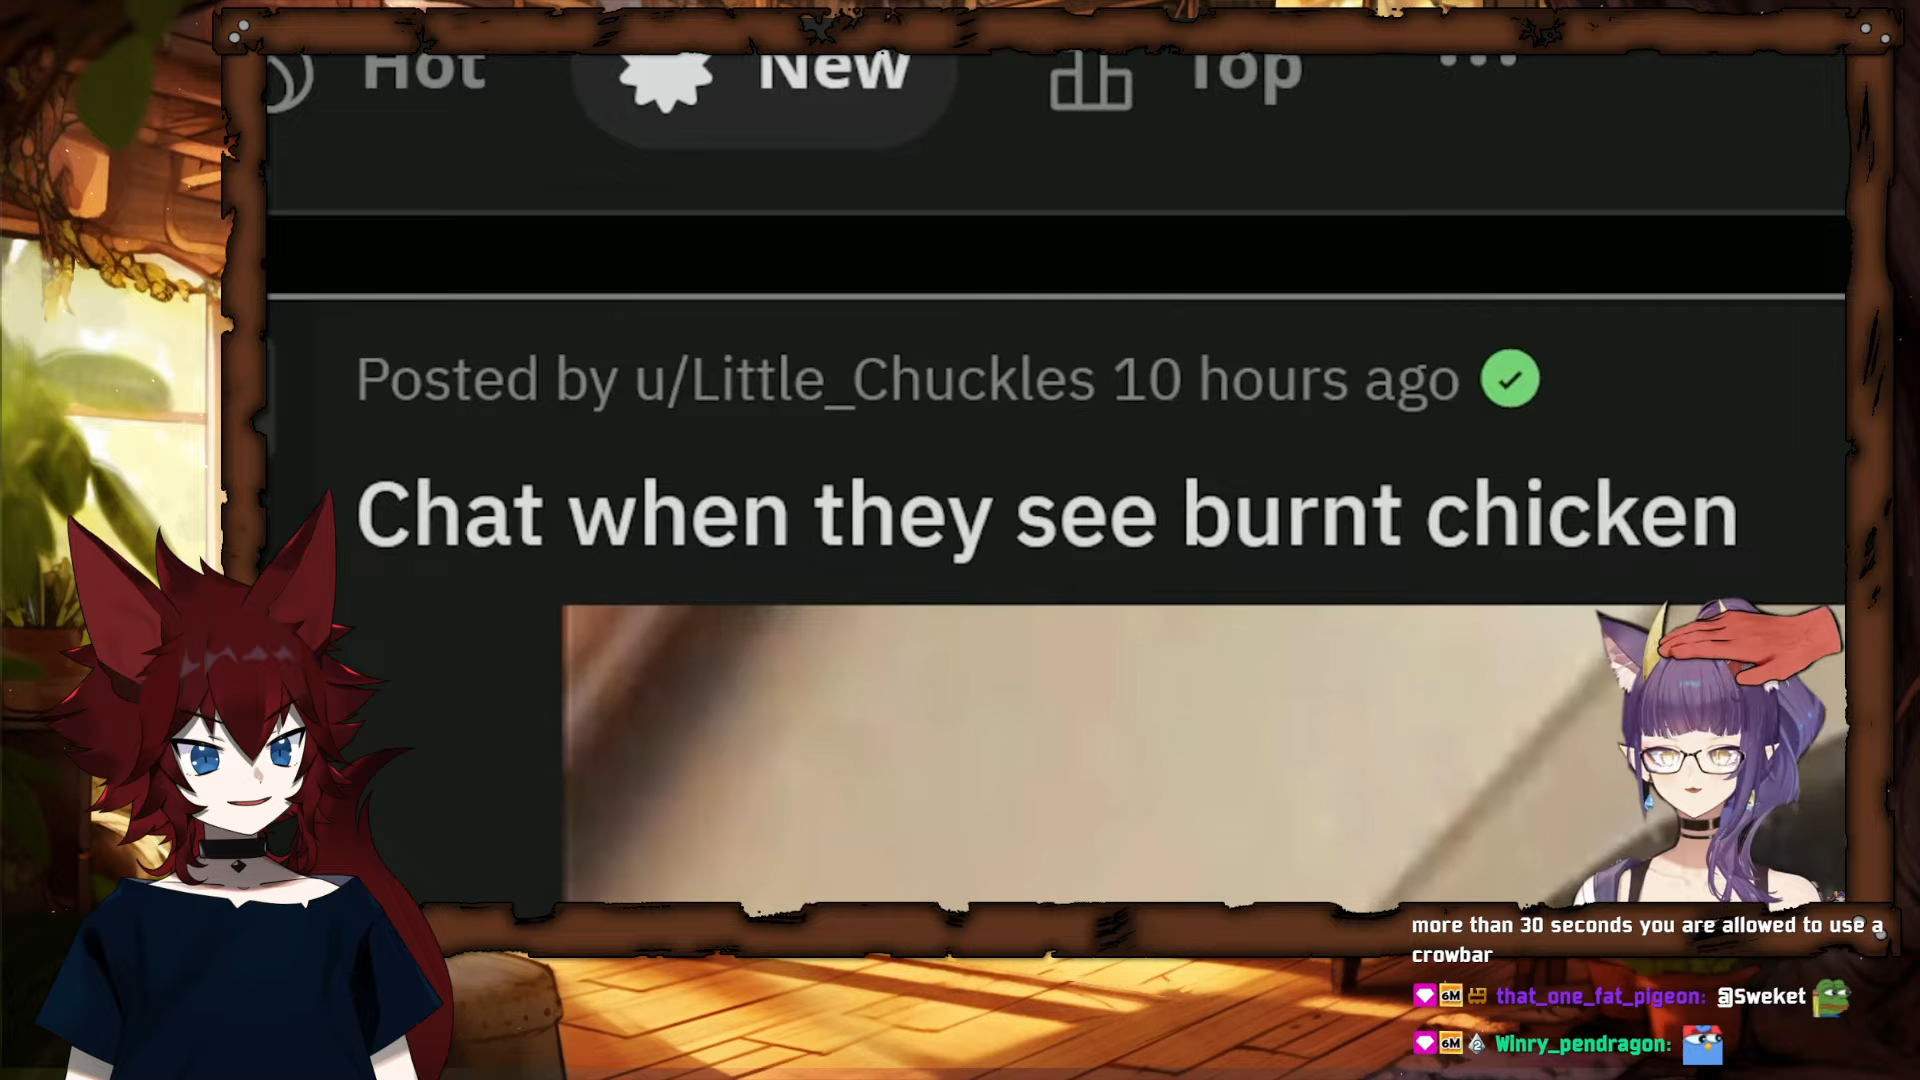 Hot New Top
Posted by u/Little_Chuckles 10 hours ago
Chat when they see burnt chicken
more than 30 seconds you are allowed to use a
crowbar
6M that_one_fat_pigeon: @Sweket
6M 2 Winry_pendragon: